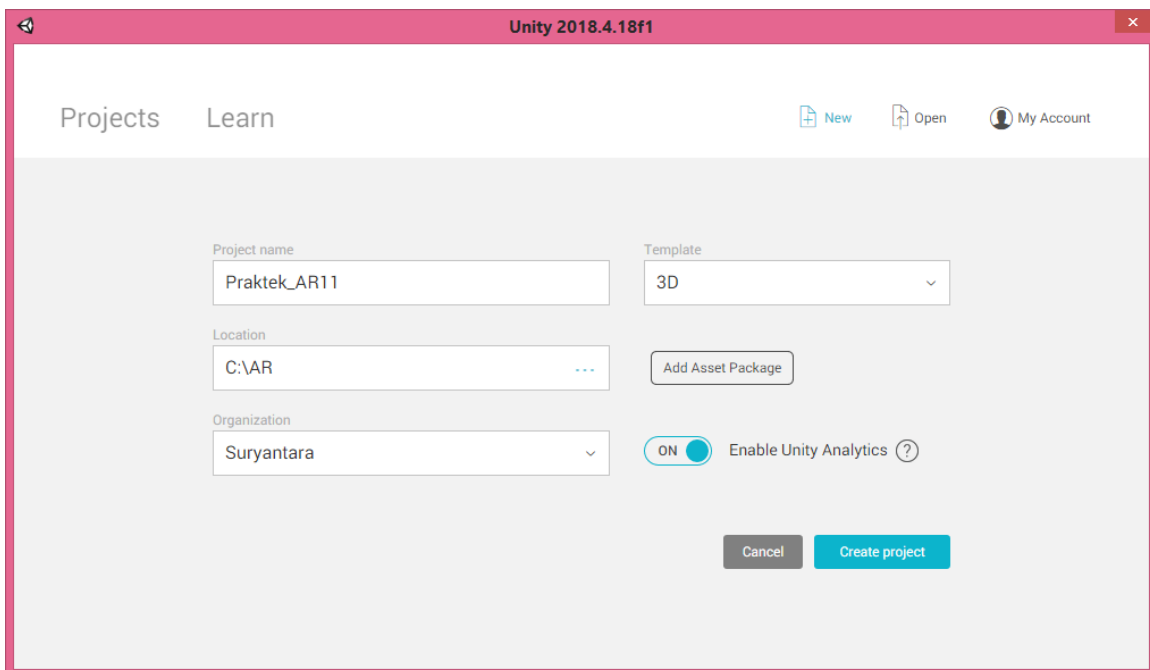 Unity 2018.4.18f1
Projects Learn New Open My Account
Project name Template
Praktek_AR11 3D
Location
C:\AR ... Add Asset Package
Organization
Suryantara ON Enable Unity Analytics ?
Cancel Create project